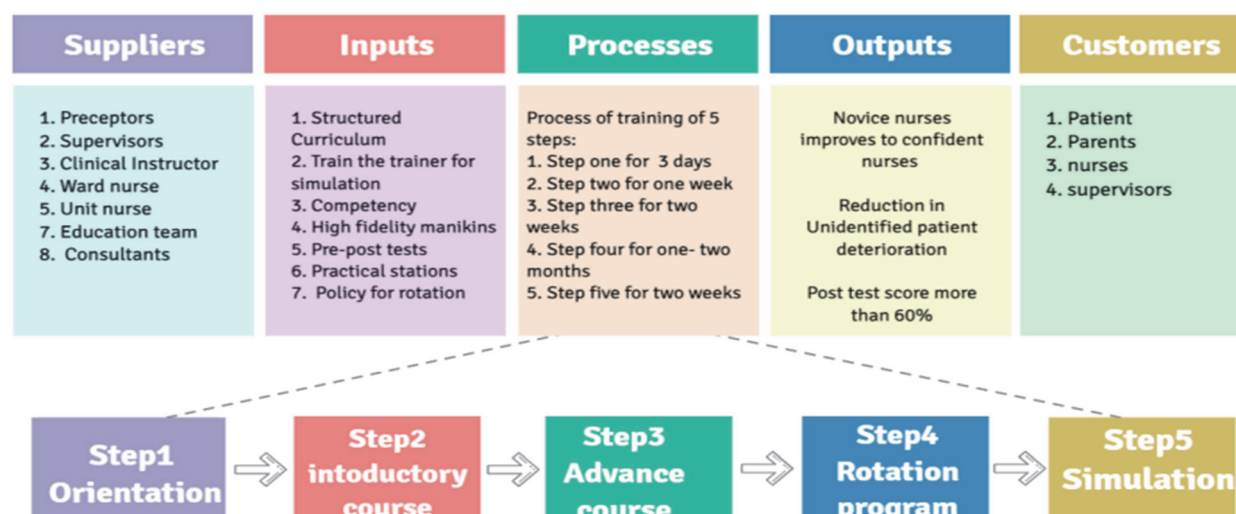 Suppliers
Inputs
Processes
Outputs
Customers
1. Preceptors
2. Supervisors
3. Clinical Instructor
4. Ward nurse
5. Unit nurse
7. Education team
8. Consultants
1. Structured
Curriculum
2. Train the trainer for
simulation
3. Competency
4. High fidelity manikins
5. Pre-post tests
6. Practical stations
7. Policy for rotation
Process of training of 5
steps:
1. Step one for 3 days
2. Step two for one week
3. Step three for two
weeks
4. Step four for one- two
months
5. Step five for two weeks
Novice nurses
improves to confident
nurses
Reduction in
Unidentified patient
deterioration
Post test score more
than 60%
1. Patient
2. Parents
3. nurses
4. supervisors
Step1
Orientation
Step2
intoductory
course
Step3
Advance
course
Step4
Rotation
program
Step5
Simulation